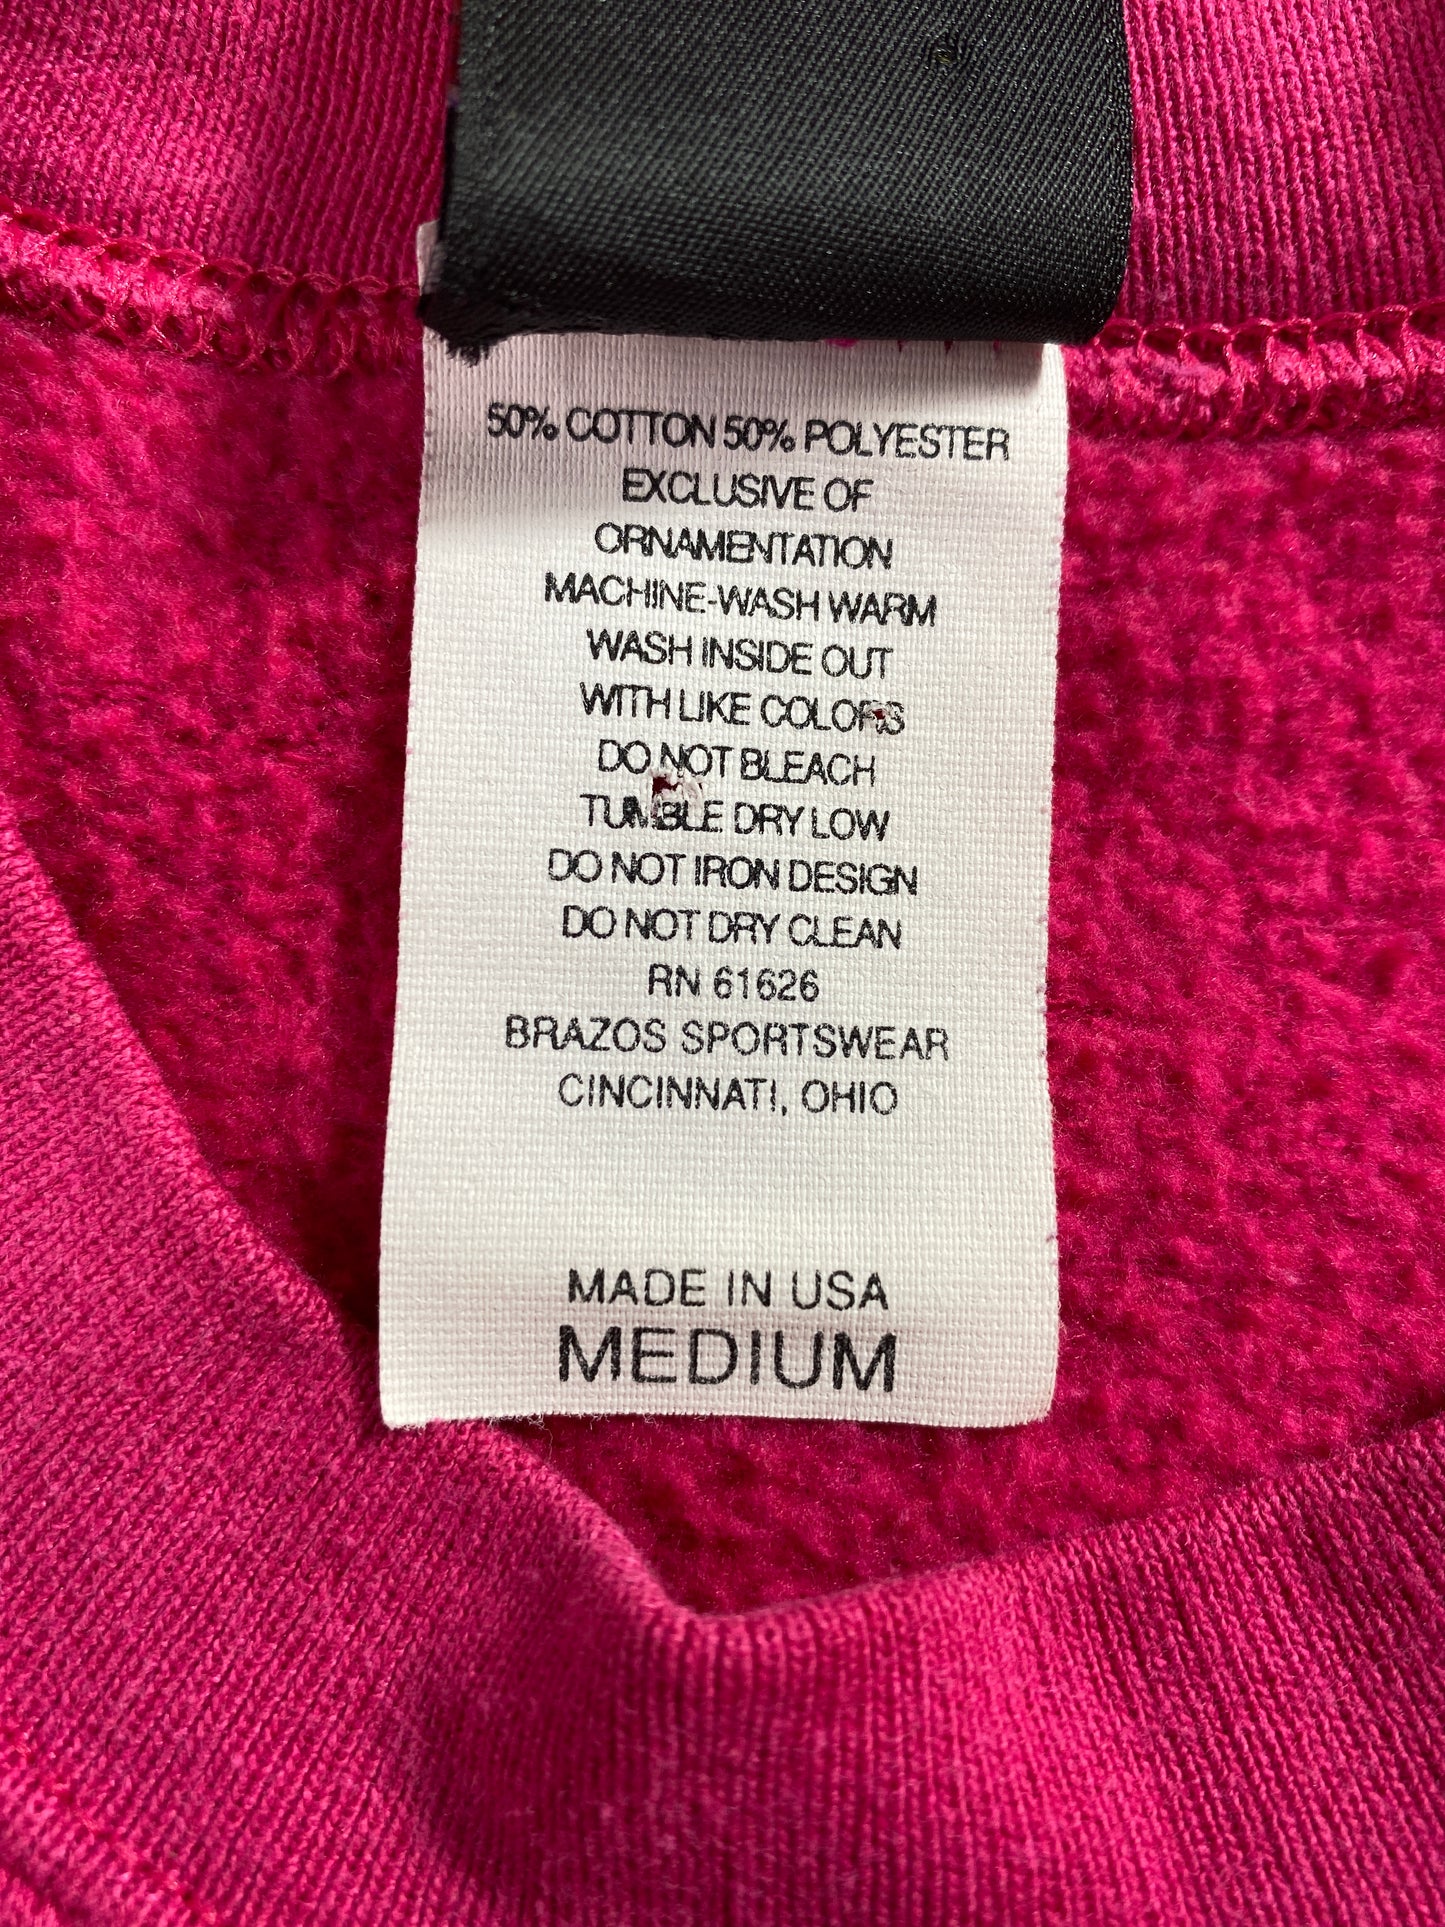 50% COTTON 50% POLYESTER
EXCLUSIVE OF
ORNAMENTATION
MACHINE-WASH WARM
WASH INSIDE OUT
WITH LIKE COLORS
DO NOT BLEACH
TUMBLE DRY LOW
DO NOT IRON DESIGN
DO NOT DRY CLEAN
RN 61626
BRAZOS SPORTSWEAR
CINCINNATI, OHIO
MADE IN USA
MEDIUM